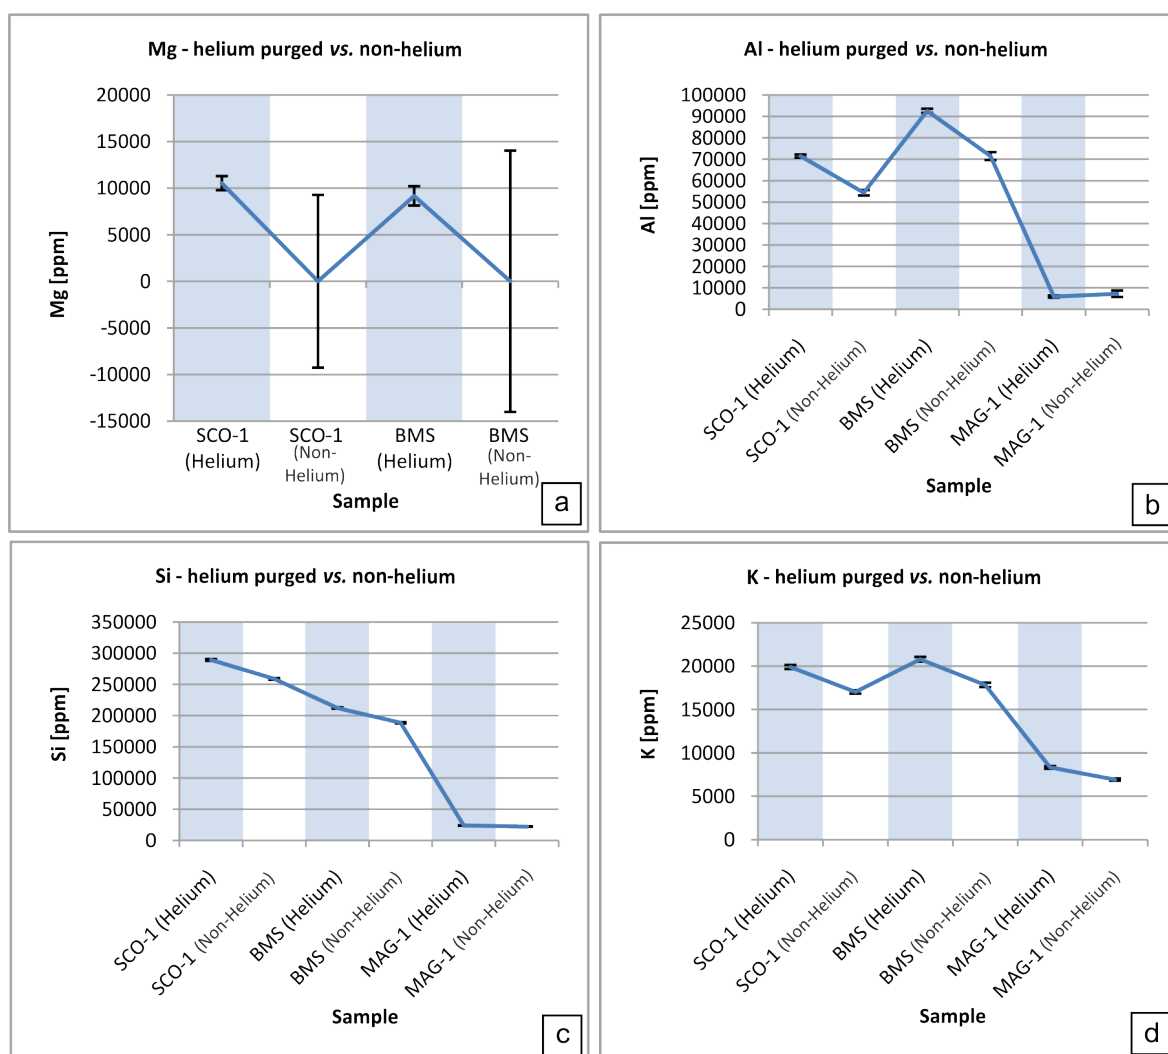 Mg - helium purged vs. non-helium
20000
15000
10000
5000
0
-5000
-10000
-15000
Mg [ppm]
SCO-1
(Helium)
SCO-1
(Non-
Helium)
BMS
(Helium)
BMS
(Non-
Helium)
Sample
a
Al - helium purged vs. non-helium
100000
90000
80000
70000
60000
50000
40000
30000
20000
10000
0
Al [ppm]
SCO-1 (Helium)
SCO-1 (Non-Helium)
BMS (Helium)
BMS (Non-Helium)
MAG-1 (Helium)
MAG-1 (Non-Helium)
Sample
b
Si - helium purged vs. non-helium
350000
300000
250000
200000
150000
100000
50000
0
Si [ppm]
SCO-1 (Helium)
SCO-1 (Non-Helium)
BMS (Helium)
BMS (Non-Helium)
MAG-1 (Helium)
MAG-1 (Non-Helium)
Sample
c
K - helium purged vs. non-helium
25000
20000
15000
10000
5000
0
K [ppm]
SCO-1 (Helium)
SCO-1 (Non-Helium)
BMS (Helium)
BMS (Non-Helium)
MAG-1 (Helium)
MAG-1 (Non-Helium)
Sample
d